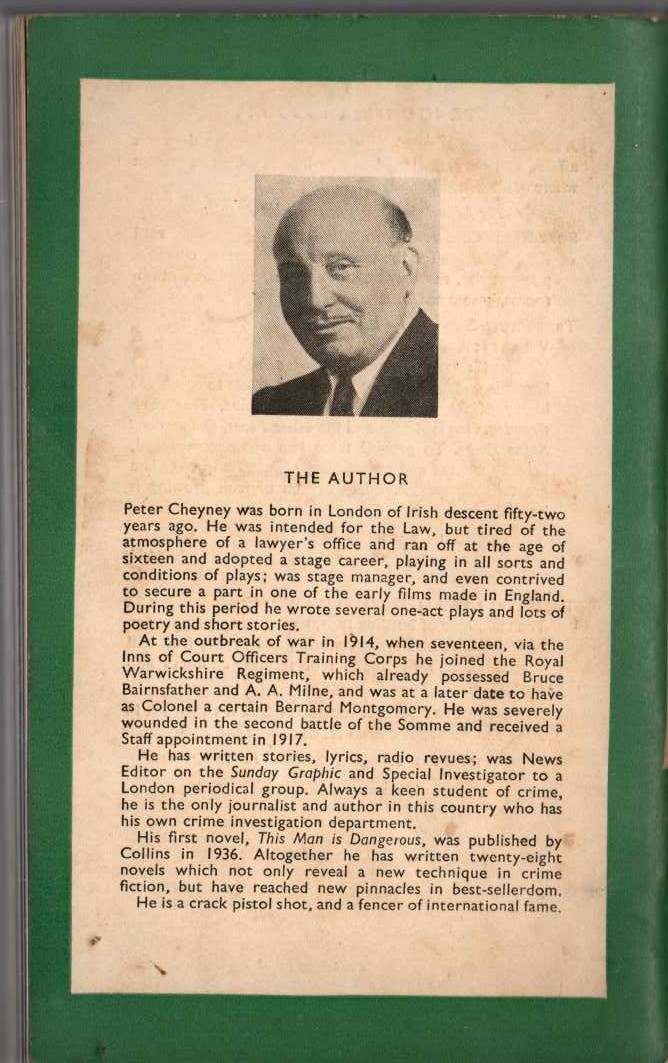 THE AUTHOR
Peter Cheyney was born in London of Irish descent fifty-two
years ago. He was intended for the Law, but tired of the
atmosphere of a lawyer's office and ran off at the age of
sixteen and adopted a stage career, playing in all sorts and
conditions of plays; was stage manager, and even contrived
to secure a part in one of the early films made in England.
During this period he wrote several one-act plays and lots of
poetry and short stories.
At the outbreak of war in 1914, when seventeen, via the
Inns of Court Officers Training Corps he joined the Royal
Warwickshire Regiment, which already possessed Bruce
Bairnsfather and A. A. Milne, and was at a later date to have
as Colonel a certain Bernard Montgomery. He was severely
wounded in the second battle of the Somme and received a
Staff appointment in 1917.
He has written stories, lyrics, radio revues; was News
Editor on the Sunday Graphic and Special Investigator to a
London periodical group. Always a keen student of crime,
he is the only journalist and author in this country who has
his own crime investigation department.
His first novel, This Man is Dangerous, was published by
Collins in 1936. Altogether he has written twenty-eight
novels which not only reveal a new technique in crime
fiction, but have reached new pinnacles in best-sellerdom.
He is a crack pistol shot, and a fencer of international fame.